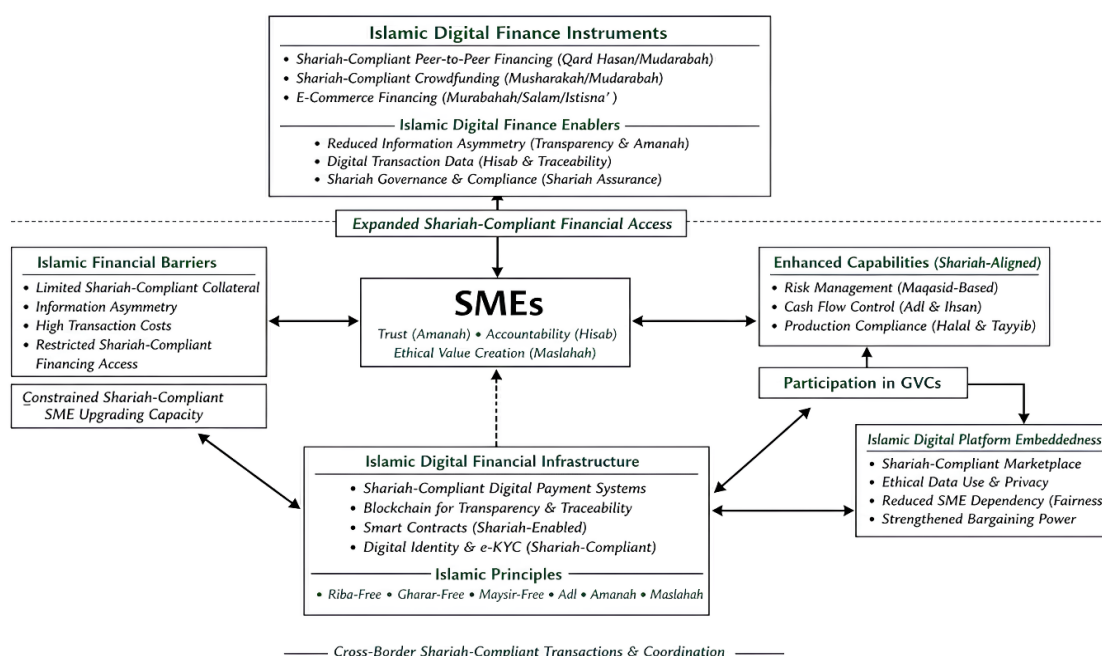 Islamic Digital Finance Instruments
• Shariah-Compliant Peer-to-Peer Financing (Qard Hasan/Mudarabah)
• Shariah-Compliant Crowdfunding (Musharakah/Mudarabah)
• E-Commerce Financing (Murabahah/Salam/Istisna' )
Islamic Digital Finance Enablers
• Reduced Information Asymmetry (Transparency & Amanah)
• Digital Transaction Data (Hisab & Traceability)
• Shariah Governance & Compliance (Shariah Assurance)
Expanded Shariah-Compliant Financial Access
Islamic Financial Barriers
• Limited Shariah-Compliant Collateral
• Information Asymmetry
• High Transaction Costs
• Restricted Shariah-Compliant
Financing Access
Constrained Shariah-Compliant
SME Upgrading Capacity
SMEs
Trust (Amanah) • Accountability (Hisab)
Ethical Value Creation (Maslahah)
Enhanced Capabilities (Shariah-Aligned)
• Risk Management (Maqasid-Based)
• Cash Flow Control (Adl & Ihsan)
• Production Compliance (Halal & Tayyib)
Participation in GVCs
Islamic Digital Platform Embeddedness
• Shariah-Compliant Marketplace
• Ethical Data Use & Privacy
• Reduced SME Dependency (Fairness
• Strengthened Bargaining Power
Islamic Digital Financial Infrastructure
• Shariah-Compliant Digital Payment Systems
• Blockchain for Transparency & Traceability
• Smart Contracts (Shariah-Enabled)
• Digital Identity & e-KYC (Shariah-Compliant)
Islamic Principles
• Riba-Free • Gharar-Free • Maysir-Free • Adl • Amanah • Maslahah
Cross-Border Shariah-Compliant Transactions & Coordination